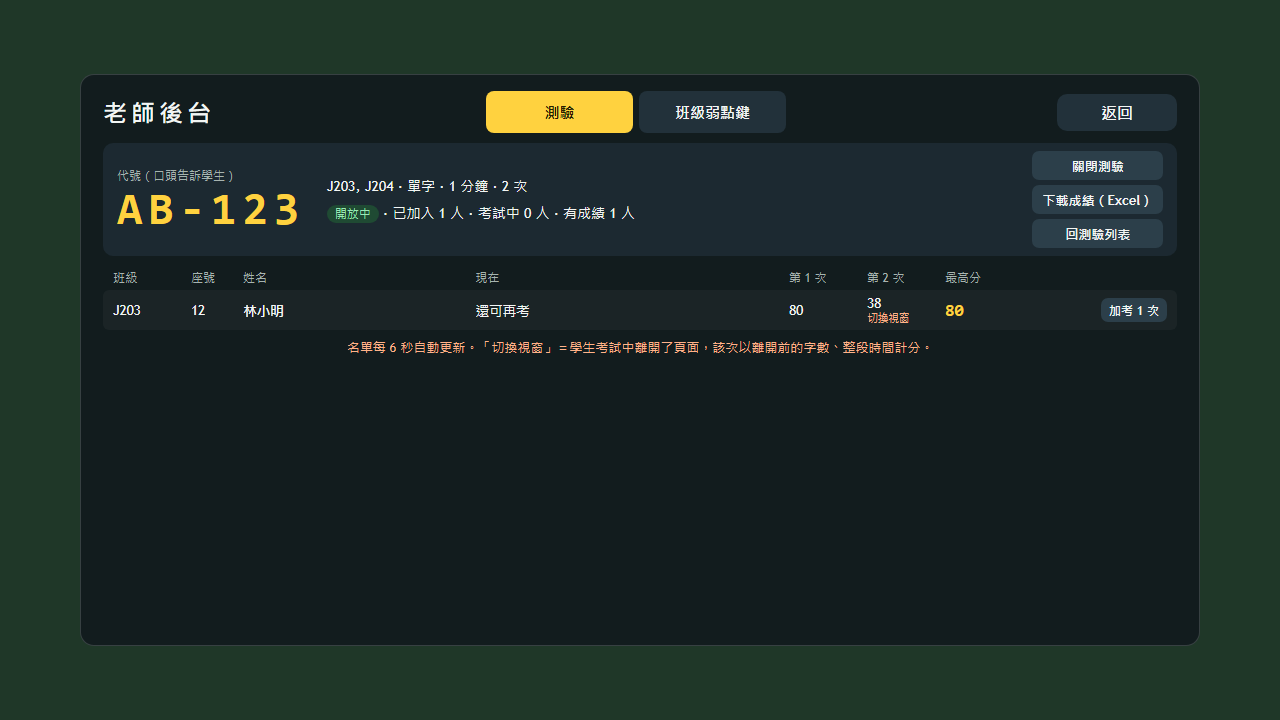 老師後台
測驗
班級弱點鍵
返回
代號（口頭告訴學生）
AB-123
J203, J204 · 單字 · 1 分鐘 · 2 次
開放中 · 已加入 1 人 · 考試中 0 人 · 有成績 1 人
關閉測驗
下載成績（Excel）
回測驗列表
班級 座號 姓名 現在 第 1 次 第 2 次 最高分
J203 12 林小明 還可再考 80 38 80 加考 1 次
切換視窗
名單每 6 秒自動更新。「切換視窗」＝學生考試中離開了頁面，該次以離開前的字數、整段時間計分。